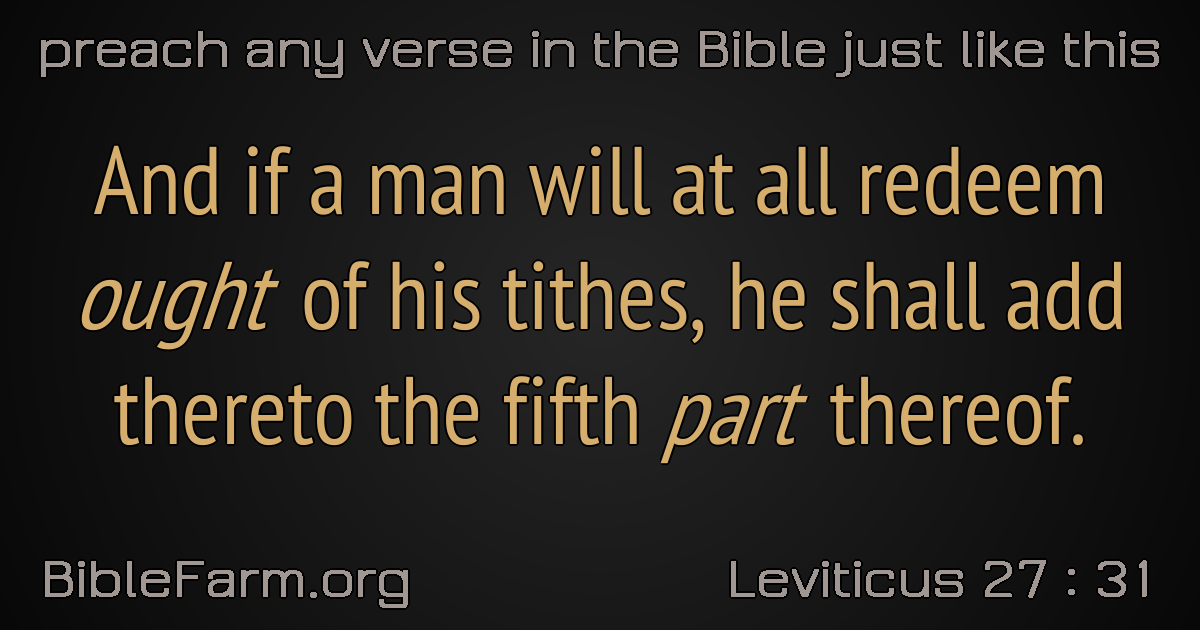 preach any verse in the Bible just like this
And if a man will at all redeem
ought of his tithes, he shall add
thereto the fifth part thereof.
BibleFarm.org
Leviticus 27 : 31